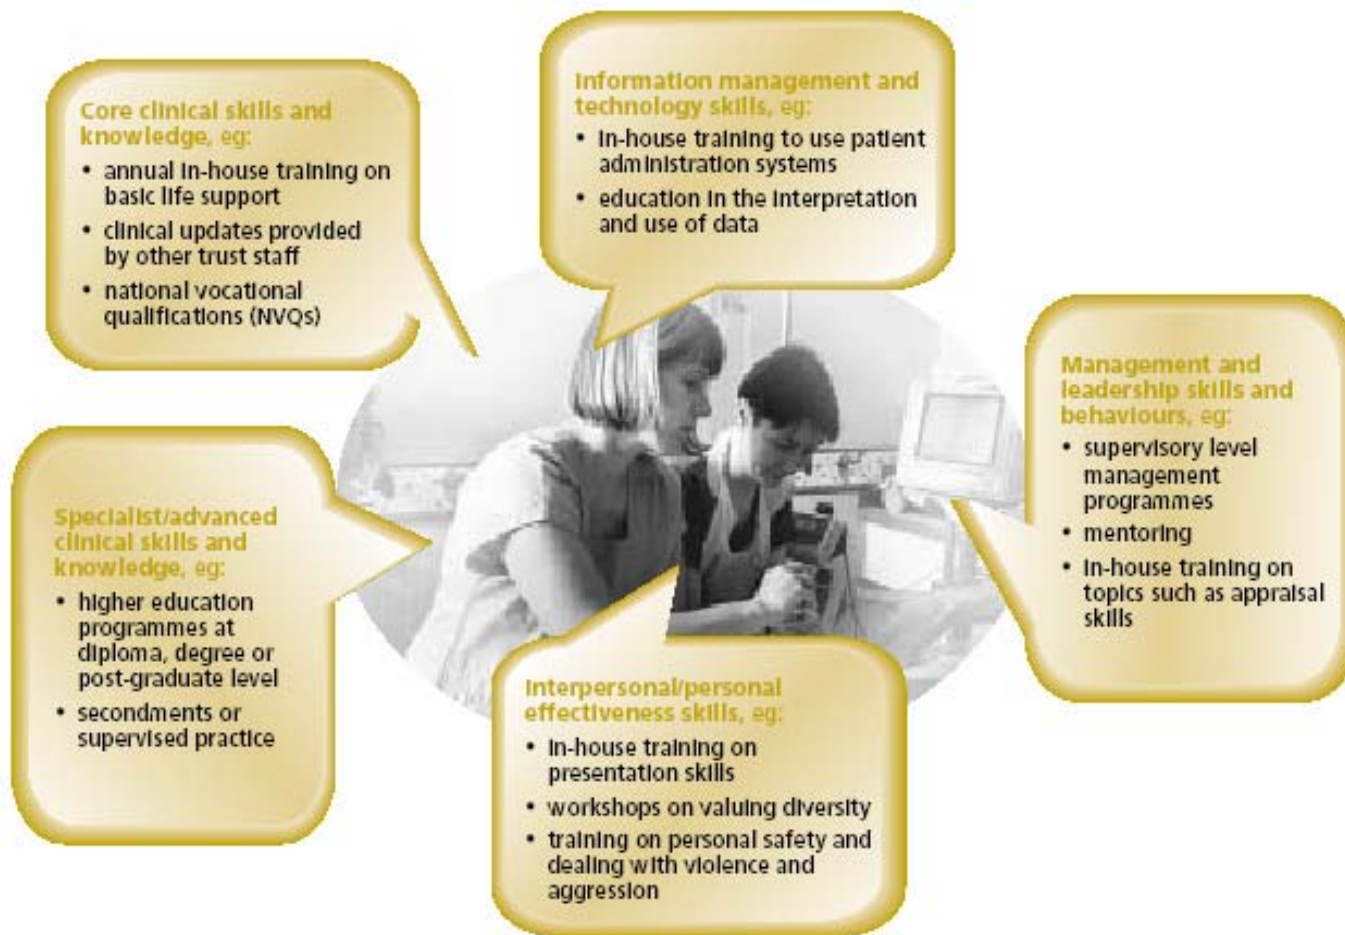 Core clinical skills and
knowledge, eg:
• annual in-house training on
basic life support
• clinical updates provided
by other trust staff
• national vocational
qualifications (NVQs)
Information management and
technology skills, eg:
• in-house training to use patient
administration systems
• education in the interpretation
and use of data
Management and
leadership skills and
behaviours, eg:
• supervisory level
management
programmes
• mentoring
• in-house training on
topics such as appraisal
skills
Specialist/advanced
clinical skills and
knowledge, eg:
• higher education
programmes at
diploma, degree or
post-graduate level
• secondments or
supervised practice
Interpersonal/personal
effectiveness skills, eg:
• in-house training on
presentation skills
• workshops on valuing diversity
• training on personal safety and
dealing with violence and
aggression